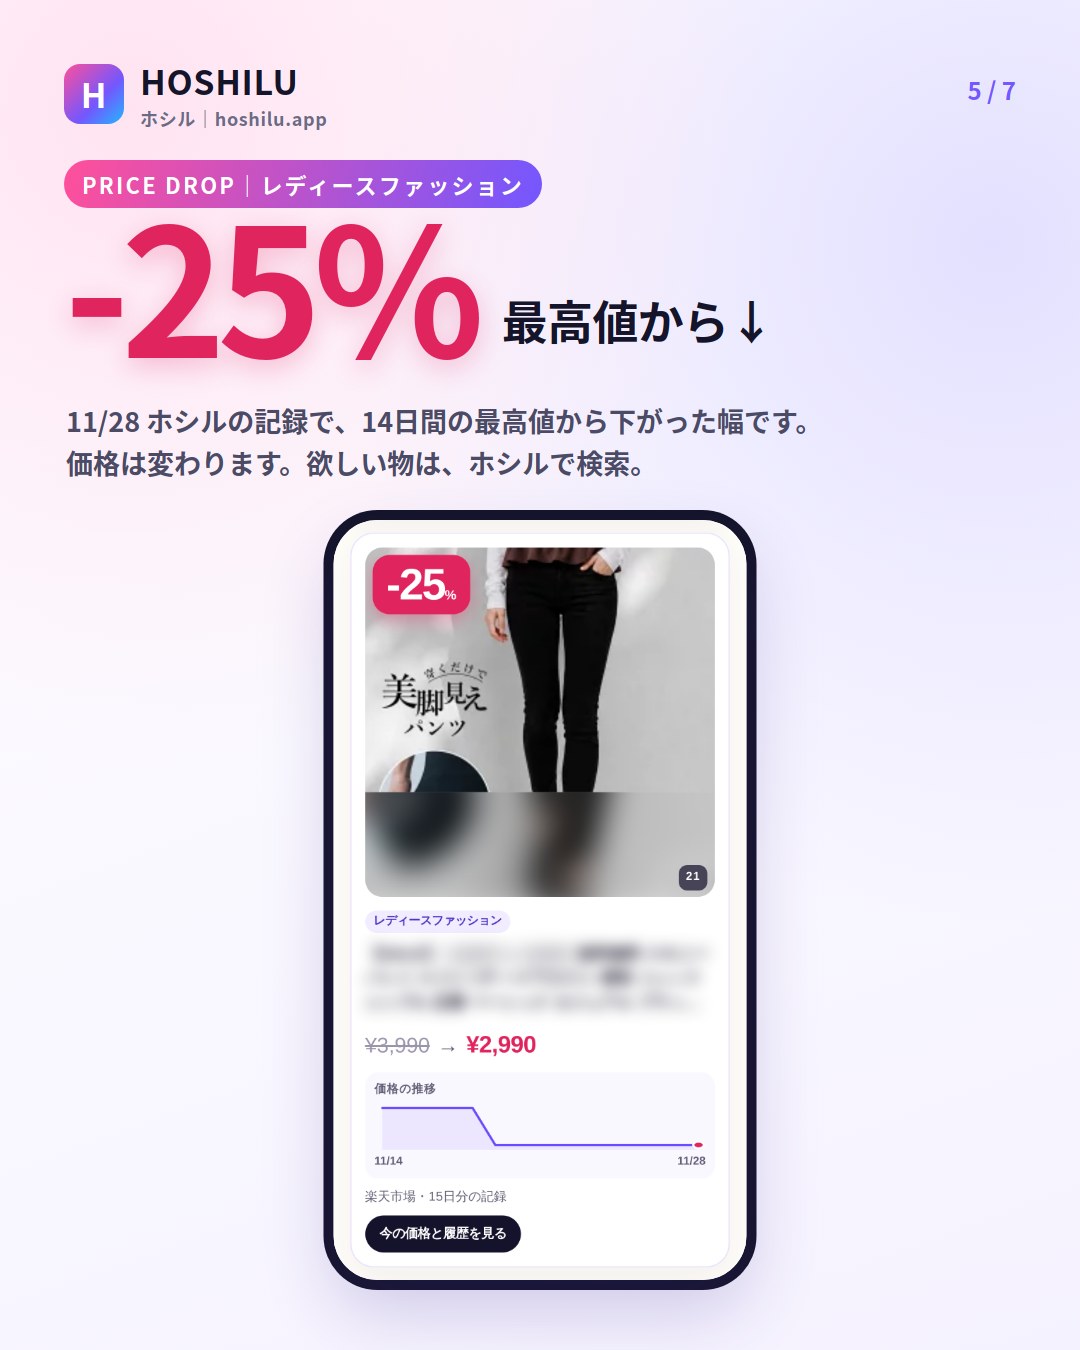 H
HOSHILU
ホシル｜hoshilu.app
5 / 7
PRICE DROP｜レディースファッション
-25% 最高値から↓
11/28 ホシルの記録で、14日間の最高値から下がった幅です。
価格は変わります。欲しい物は、ホシルで検索。
-25%
穿くだけで
美脚見え
パンツ
21
レディースファッション
¥3,990 → ¥2,990
価格の推移
11/14 11/28
楽天市場・15日分の記録
今の価格と履歴を見る